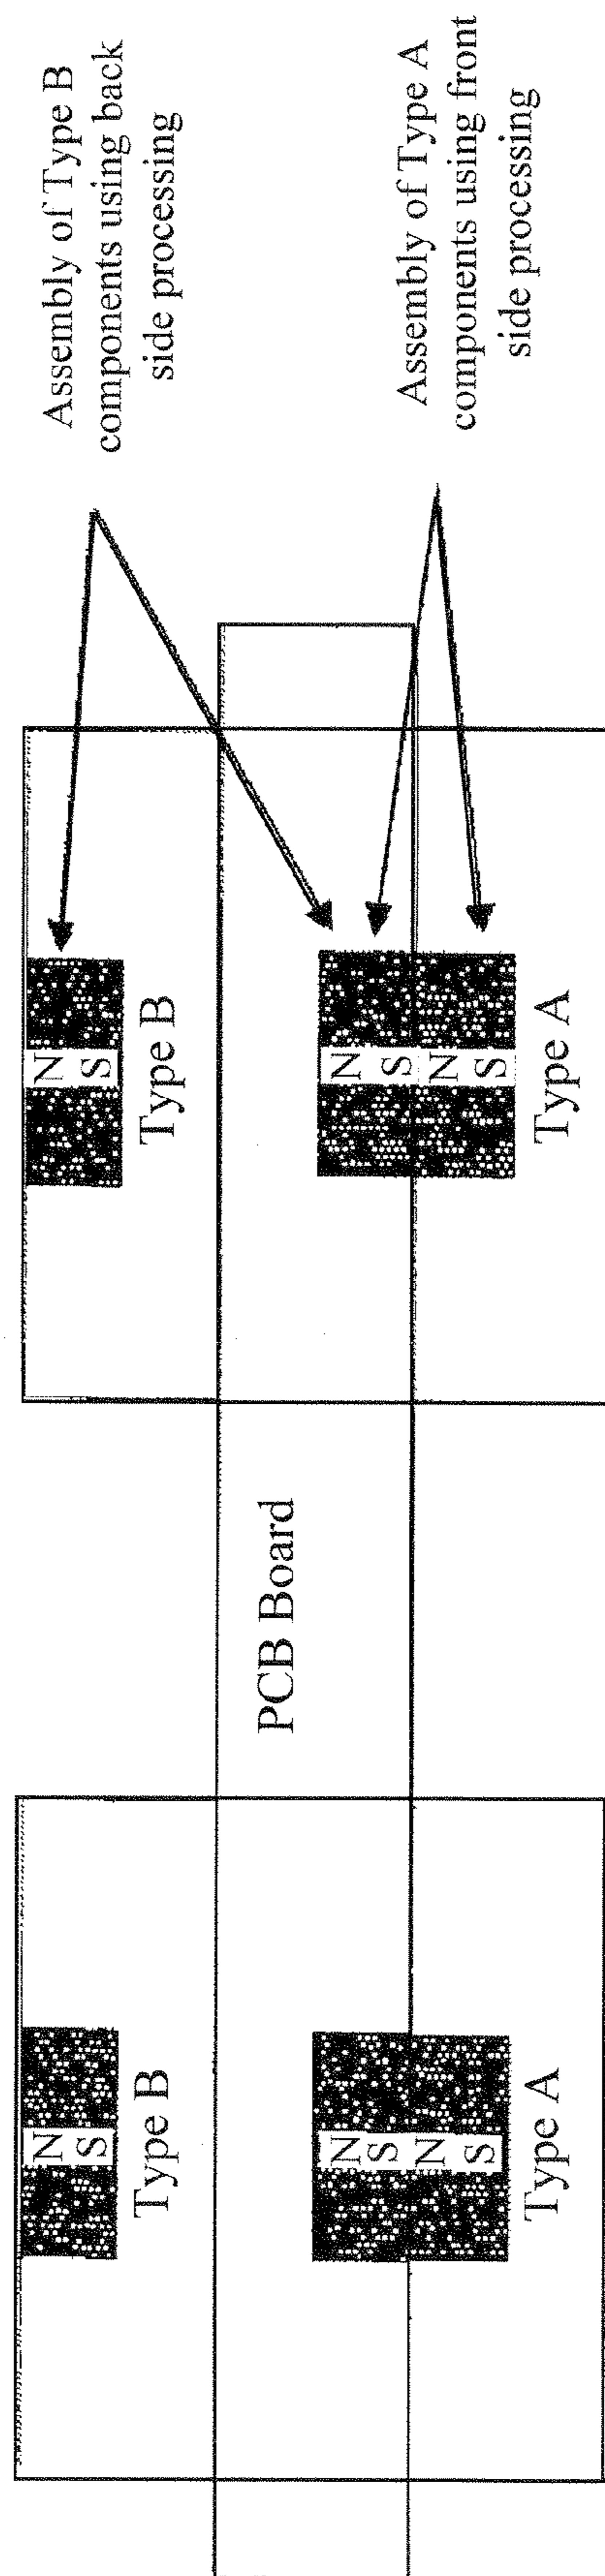 N
S
Type B
N
S
Type B
Assembly of Type B
components using back
side processing
PCB Board
N
S
N
S
Type A
N
S
N
S
Type A
Assembly of Type A
components using front
side processing